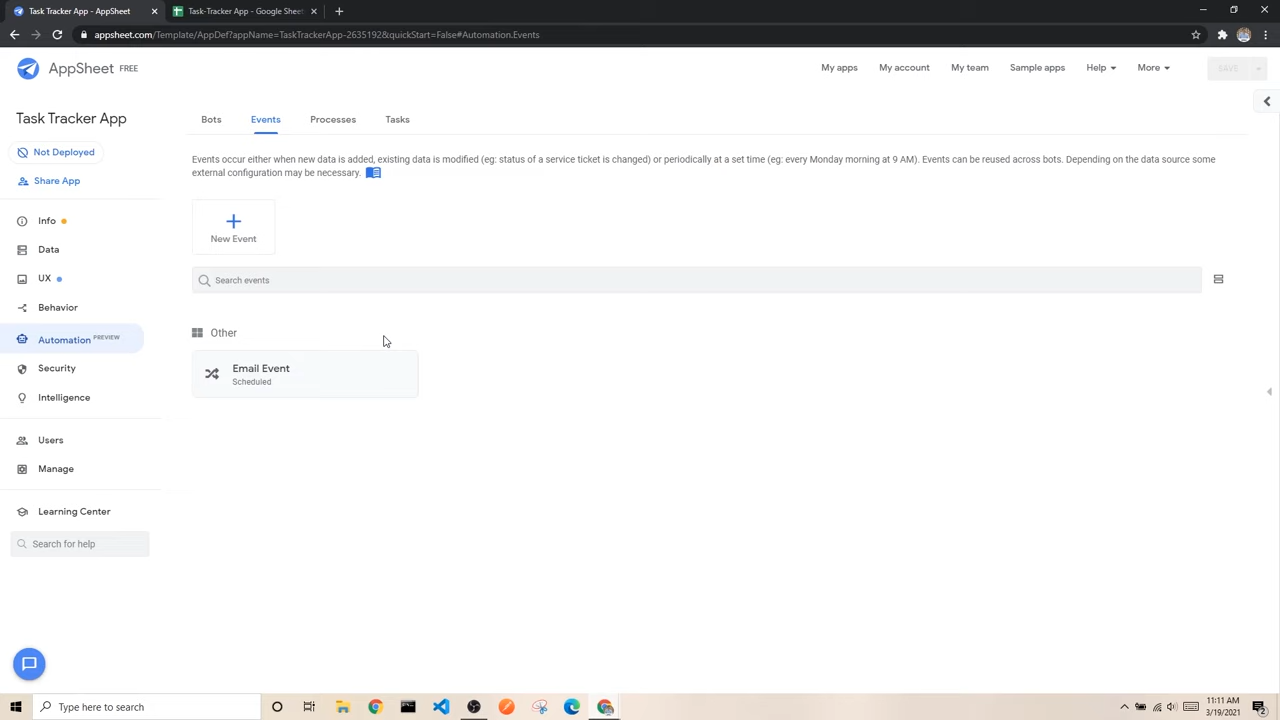 Task Tracker App - AppSheet
Task-Tracker App - Google Sheet
appsheet.com/Template/AppDef?appName=TaskTrackerApp-2635192&quickStart=False#Automation.Events
AppSheet FREE
My apps
My account
My team
Sample apps
Help
More
SAVE
Task Tracker App
Not Deployed
Share App
Info
Data
UX
Behavior
Automation PREVIEW
Security
Intelligence
Users
Manage
Learning Center
Search for help
Bots
Events
Processes
Tasks
Events occur either when new data is added, existing data is modified (eg: status of a service ticket is changed) or periodically at a set time (eg: every Monday morning at 9 AM). Events can be reused across bots. Depending on the data source some
external configuration may be necessary.
New Event
Search events
Other
Email Event
Scheduled
Type here to search
11:11 AM
3/19/2021
2